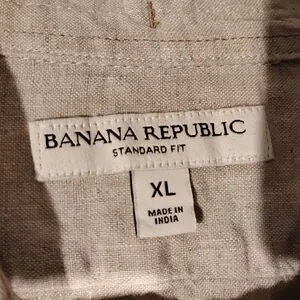 BANANA REPUBLIC
STANDARD FIT
XL
MADE IN
INDIA